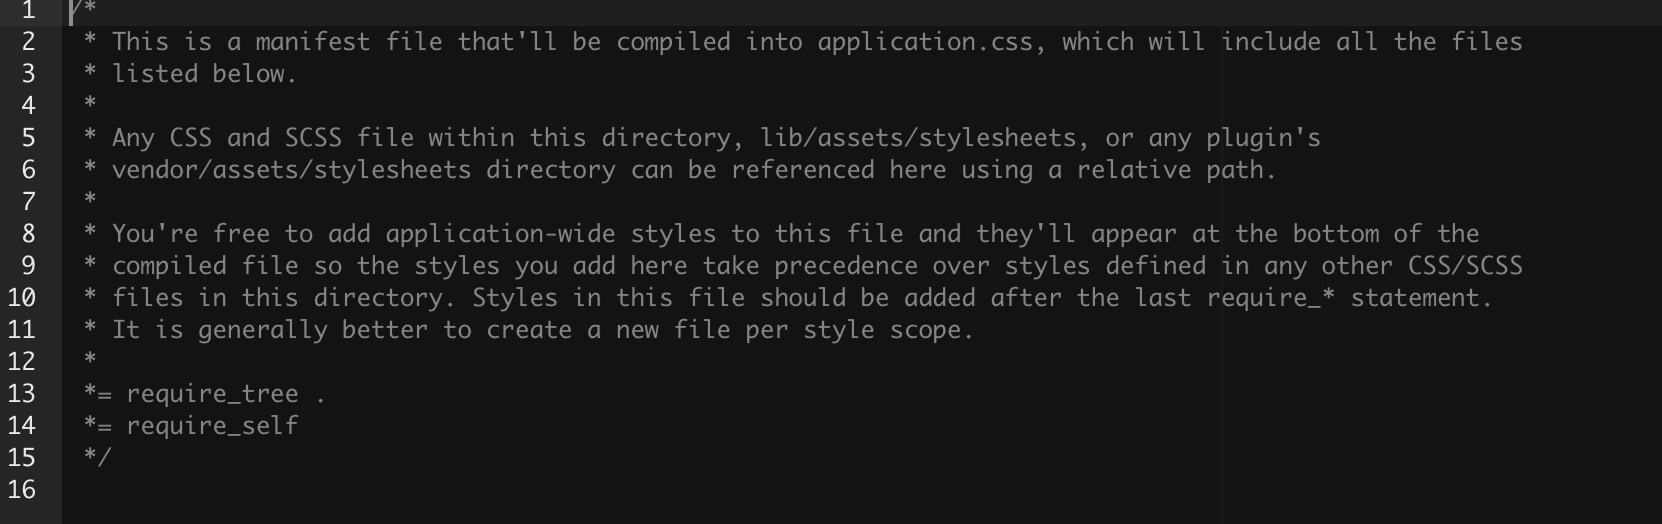 1 /*
2 * This is a manifest file that'll be compiled into application.css, which will include all the files
3 * listed below.
4 *
5 * Any CSS and SCSS file within this directory, lib/assets/stylesheets, or any plugin's
6 * vendor/assets/stylesheets directory can be referenced here using a relative path.
7 *
8 * You're free to add application-wide styles to this file and they'll appear at the bottom of the
9 * compiled file so the styles you add here take precedence over styles defined in any other CSS/SCSS
10 * files in this directory. Styles in this file should be added after the last require_* statement.
11 * It is generally better to create a new file per style scope.
12 *
13 *= require_tree .
14 *= require_self
15 */
16